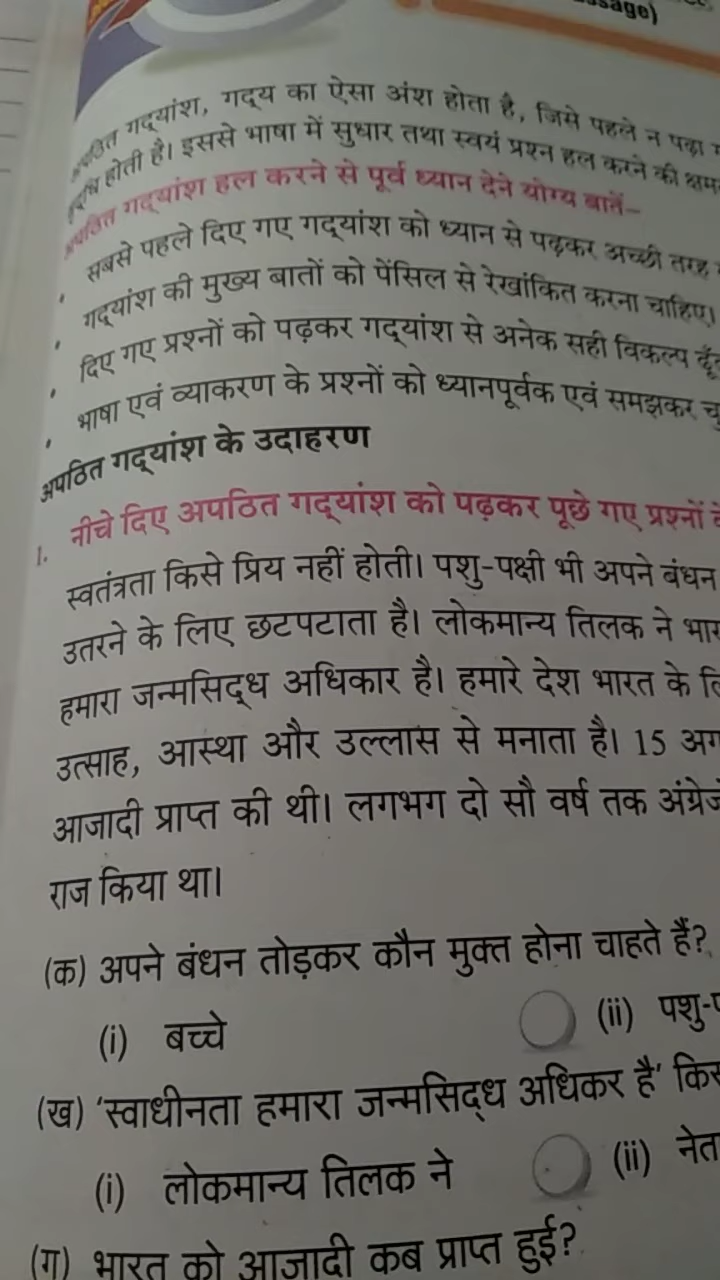 गद्यांश, गद्य का ऐसा अंश होता है, जिसे पहले न पढ़ा
होती है। इससे भाषा में सुधार तथा स्वयं प्रश्न हल करने की
गद्यांश हल करने से पूर्व ध्यान देने योग्य बातें–
• सबसे पहले दिए गए गद्यांश को ध्यान से पढ़कर अच्छी तरह
• गद्यांश की मुख्य बातों को पेंसिल से रेखांकित करना चाहिए।
• दिए गए प्रश्नों को पढ़कर गद्यांश से अनेक सही विकल्प
• भाषा एवं व्याकरण के प्रश्नों को ध्यानपूर्वक एवं समझकर
अपठित गद्यांश के उदाहरण
1. नीचे दिए अपठित गद्यांश को पढ़कर पूछे गए प्रश्नों
स्वतंत्रता किसे प्रिय नहीं होती। पशु-पक्षी भी अपने बंधन
उतरने के लिए छटपटाता है। लोकमान्य तिलक ने
हमारा जन्मसिद्ध अधिकार है। हमारे देश भारत के
उत्साह, आस्था और उल्लास से मनाता है। 15
आजादी प्राप्त की थी। लगभग दो सौ वर्ष तक
राज किया था।
(क) अपने बंधन तोड़कर कौन मुक्त होना चाहते हैं?
(i) बच्चे (ii) पशु-
(ख) 'स्वाधीनता हमारा जन्मसिद्ध अधिकर है'
(i) लोकमान्य तिलक ने (ii)
(ग) भारत को आजादी कब प्राप्त हुई?